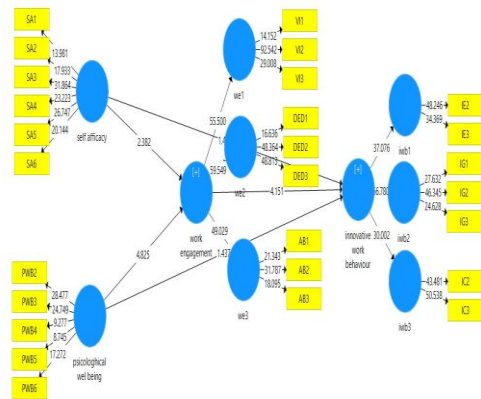 SA1
SA2
SA3
SA4
SA5
SA6
13.981
17.933
31.864
23.223
26.747
20.144
self afficacy
2.382
PWB2
PWB3
PWB4
PWB5
PWB6
28.477
24.749
9.277
8.745
17.272
psicologhical
wel being
4.825
[+]
work
engagement
55.500
59.549
49.029
1.437
4.151
we1
14.152
92.542
29.008
VI1
VI2
VI3
we2
16.636
48.364
48.813
DED1
DED2
DED3
we3
21.343
31.787
18.095
AB1
AB2
AB3
[+]
innovative
work
behaviour
37.076
30.002
iwb1
48.246
34.369
IE2
IE3
iwb2
27.632
46.345
24.628
IG1
IG2
IG3
iwb3
43.481
50.538
IC2
IC3